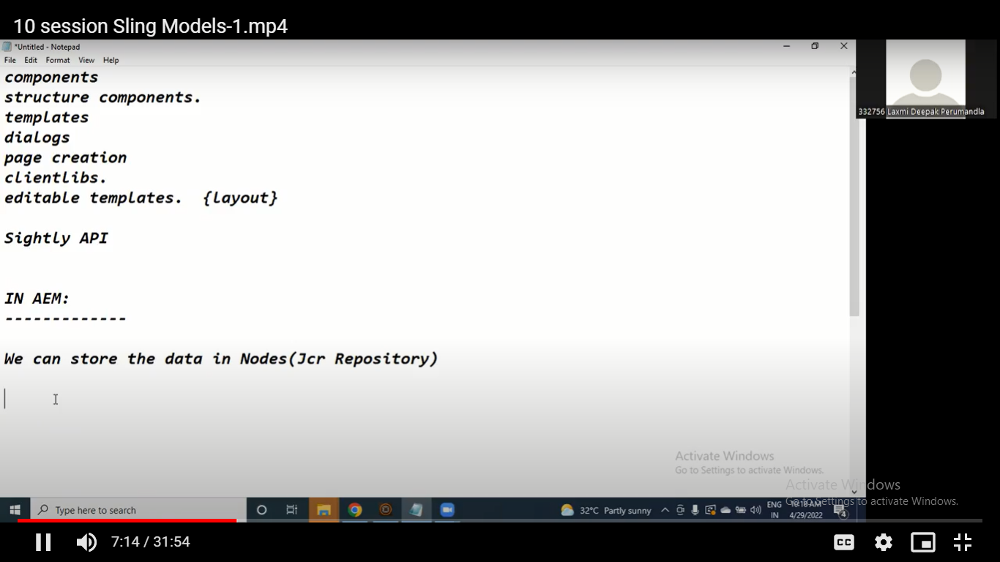 10 session Sling Models-1.mp4
*Untitled - Notepad
File Edit Format View Help
components
structure components.
templates
dialogs
page creation
clientlibs.
editable templates. {layout}
Sightly API
IN AEM:
-------------
We can store the data in Nodes(Jcr Repository)
332756 Laxmi Deepak Perumandla
Activate Windows
Go to Settings to activate Windows.
Activate Windows
Go to Settings to activate Windows.
Type here to search
32°C Partly sunny
ENG
IN
10:18 AM
4/29/2022
4
7:14 / 31:54
CC